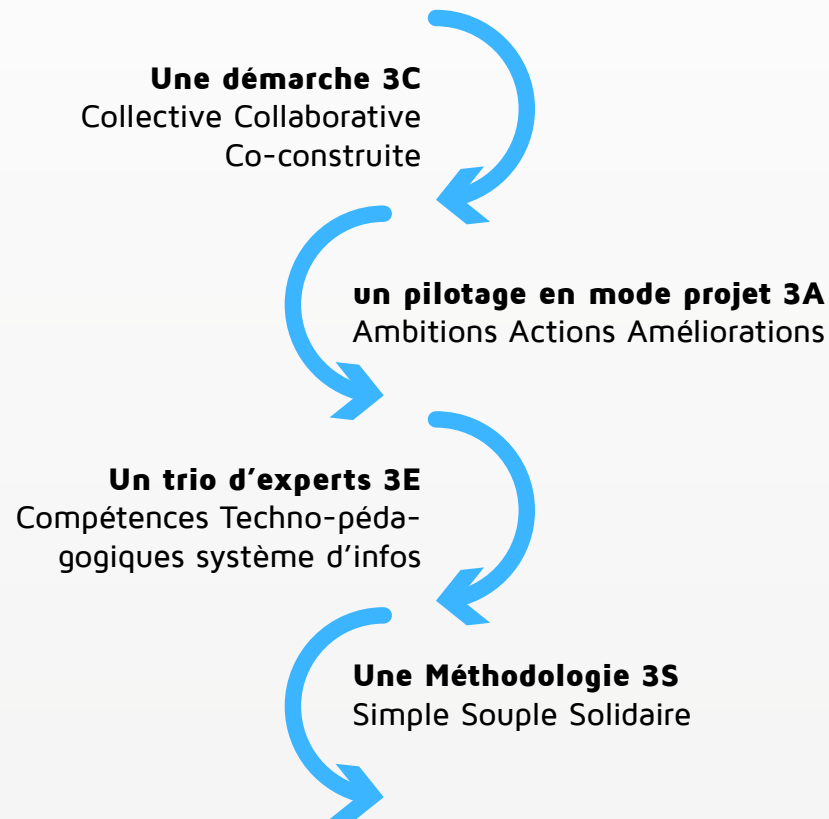 Une démarche 3C
Collective Collaborative
Co-construite
un pilotage en mode projet 3A
Ambitions Actions Améliorations
Un trio d'experts 3E
Compétences Techno-péda-
gogiques système d'infos
Une Méthodologie 3S
Simple Souple Solidaire